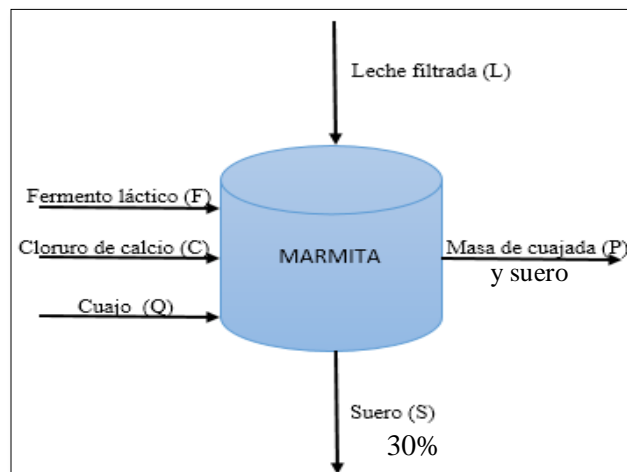 Leche filtrada (L)
Fermento láctico (F)
Cloruro de calcio (C)
MARMITA
Masa de cuajada (P)
y suero
Cuajo (Q)
Suero (S)
30%